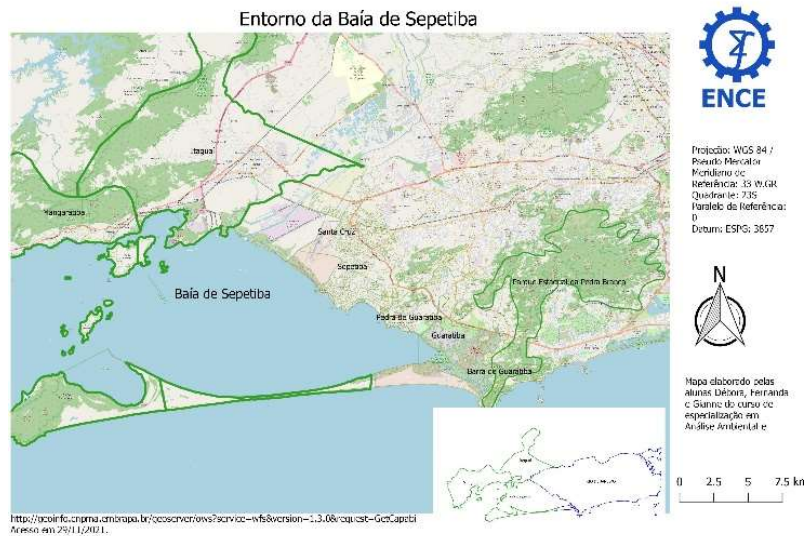 Entorno da Baía de Sepetiba
ENCE
Projeção: WGS 84 /
Pseudo Mercator
Meridiano de
Referência: 33 W.GR
Quadrante: 23S
Paralelo de Referência:
0
Datum: ESPG: 3857
Itaguaí
Mangaratiba
Santa Cruz
Sepetiba
Baía de Sepetiba
Parque Estadual da Pedra Branca
Pedra de Guaratiba
Guaratiba
Barra de Guaratiba
N
Mapa elaborado pelas
alunas Débora, Fernanda
e Gianne do curso de
especialização em
Análise Ambiental e
0 2.5 5 7.5 km
http://geoinfo.cnpma.embrapa.br/geoserver/ows?service=wfs&version=1.3.0&request=GetCapabi
Acesso em 29/11/2021.